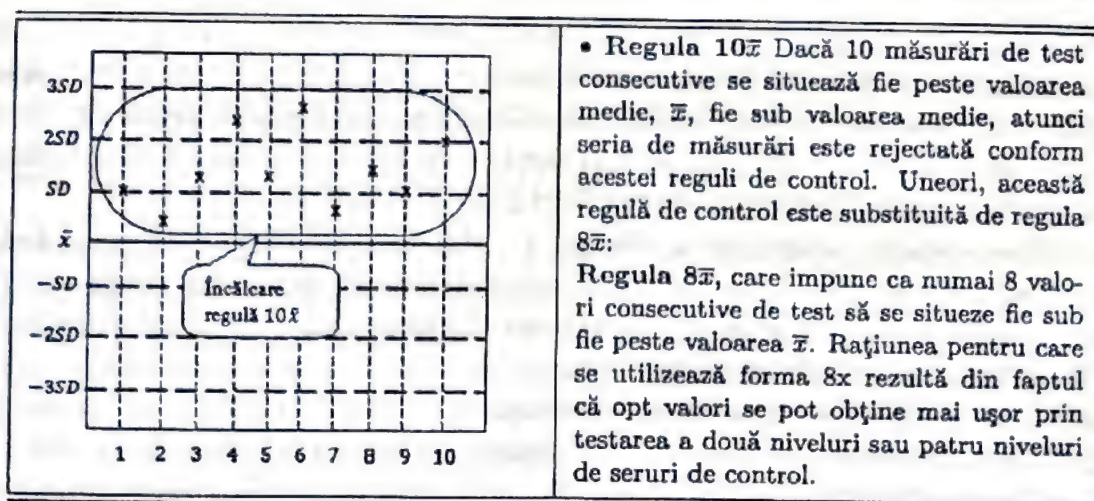 3SD
2SD
SD
x̄
−SD
−2SD
−3SD
Încălcare
regulă 10x̄
1 2 3 4 5 6 7 8 9 10
• Regula 10x̄ Dacă 10 măsurări de test
consecutive se situează fie peste valoarea
medie, x̄, fie sub valoarea medie, atunci
seria de măsurări este rejectată conform
acestei reguli de control. Uneori, această
regulă de control este substituită de regula
8x̄:
Regula 8x̄, care impune ca numai 8 valo-
ri consecutive de test să se situeze fie sub
fie peste valoarea x̄. Raţiunea pentru care
se utilizează forma 8x rezultă din faptul
că opt valori se pot obţine mai uşor prin
testarea a două niveluri sau patru niveluri
de seruri de control.